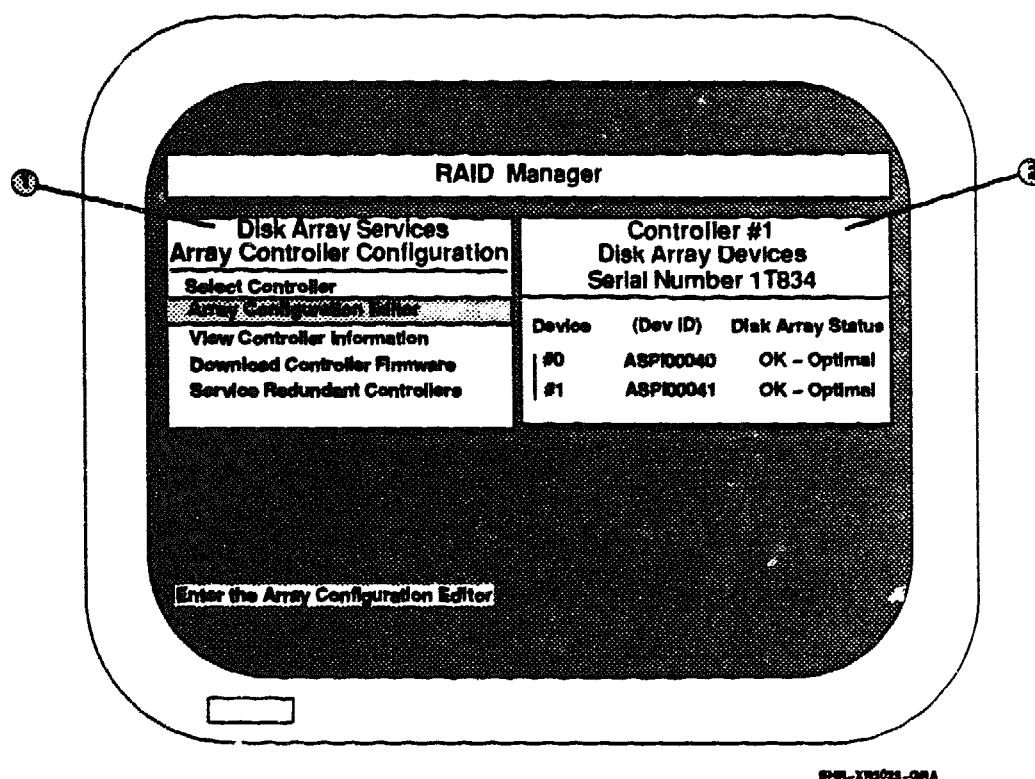 RAID Manager
Disk Array Services
Array Controller Configuration
Select Controller
Array Configuration Editor
View Controller Information
Download Controller Firmware
Service Redundant Controllers
Controller #1
Disk Array Devices
Serial Number 1T834
Device (Dev ID) Disk Array Status
#0 ASPI00040 OK – Optimal
#1 ASPI00041 OK – Optimal
Enter the Array Configuration Editor
1
2